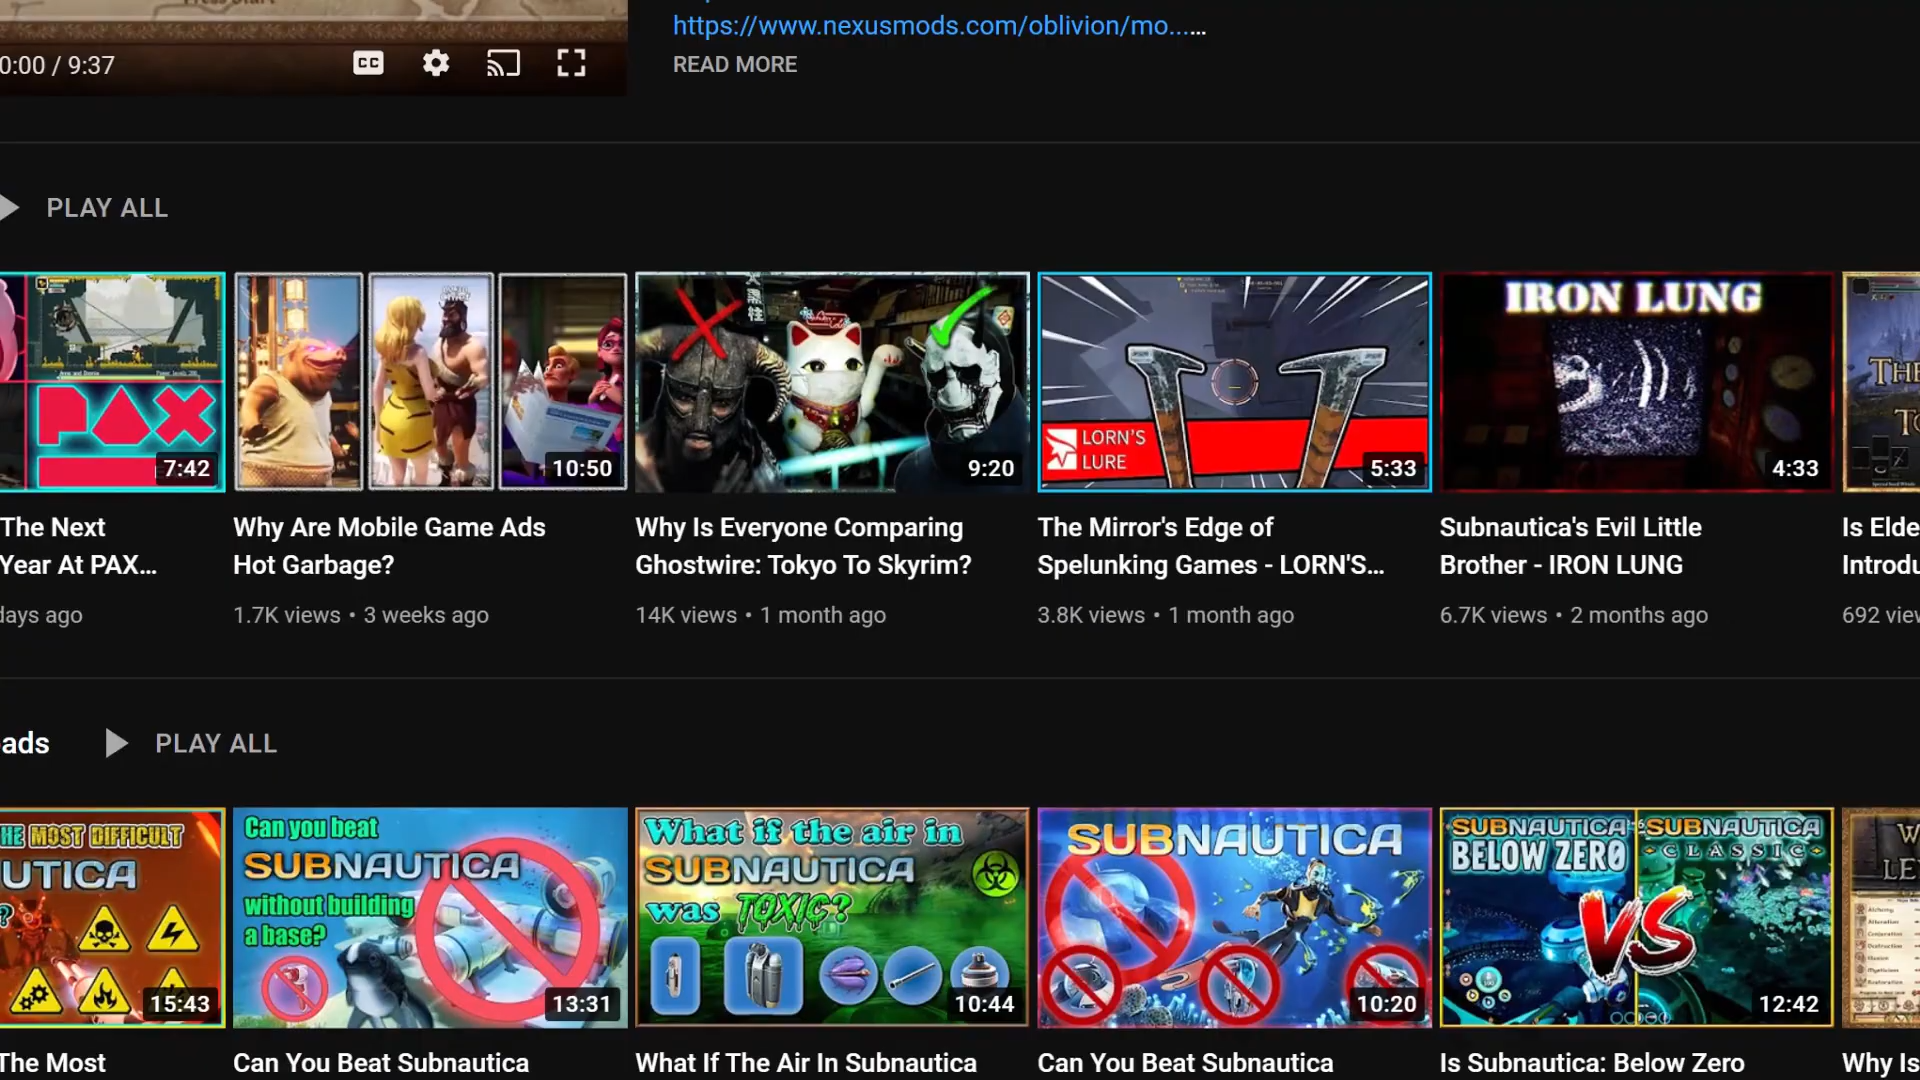 https://www.nexusmods.com/oblivion/mo......
READ MORE
0:00 / 9:37
CC
PLAY ALL
PAX
7:42
10:50
9:20
LORN'S
LURE
5:33
IRON LUNG
4:33
The Next
Year At PAX...
days ago
Why Are Mobile Game Ads
Hot Garbage?
1.7K views • 3 weeks ago
Why Is Everyone Comparing
Ghostwire: Tokyo To Skyrim?
14K views • 1 month ago
The Mirror's Edge of
Spelunking Games - LORN'S...
3.8K views • 1 month ago
Subnautica's Evil Little
Brother - IRON LUNG
6.7K views • 2 months ago
Is Elde
Introdu
692 view
ads
PLAY ALL
HE MOST DIFFICULT
UTICA
?
15:43
Can you beat
SUBNAUTICA
without building
a base?
13:31
What if the air in
SUBNAUTICA
was TOXIC?
10:44
SUBNAUTICA
10:20
SUBNAUTICA
BELOW ZERO
SUBNAUTICA
CLASSIC
VS
12:42
W
LE
The Most
Can You Beat Subnautica
What If The Air In Subnautica
Can You Beat Subnautica
Is Subnautica: Below Zero
Why Is